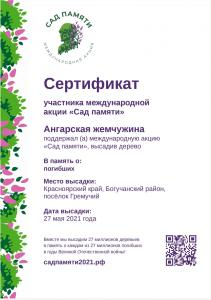 САД ПАМЯТИ
МЕЖДУНАРОДНАЯ АКЦИЯ
Сертификат
участника международной
акции «Сад памяти»
Ангарская жемчужина
поддержал (а) международную акцию
«Сад памяти», высадив дерево
В память о:
погибших
Место высадки:
Красноярский край, Богучанский район,
посёлок Гремучий
Дата высадки:
27 мая 2021 года
Вместе мы высадим 27 миллионов деревьев
в память о каждом из 27 миллионов погибших
в годы Великой Отечественной войны!
садпамяти2021.рф